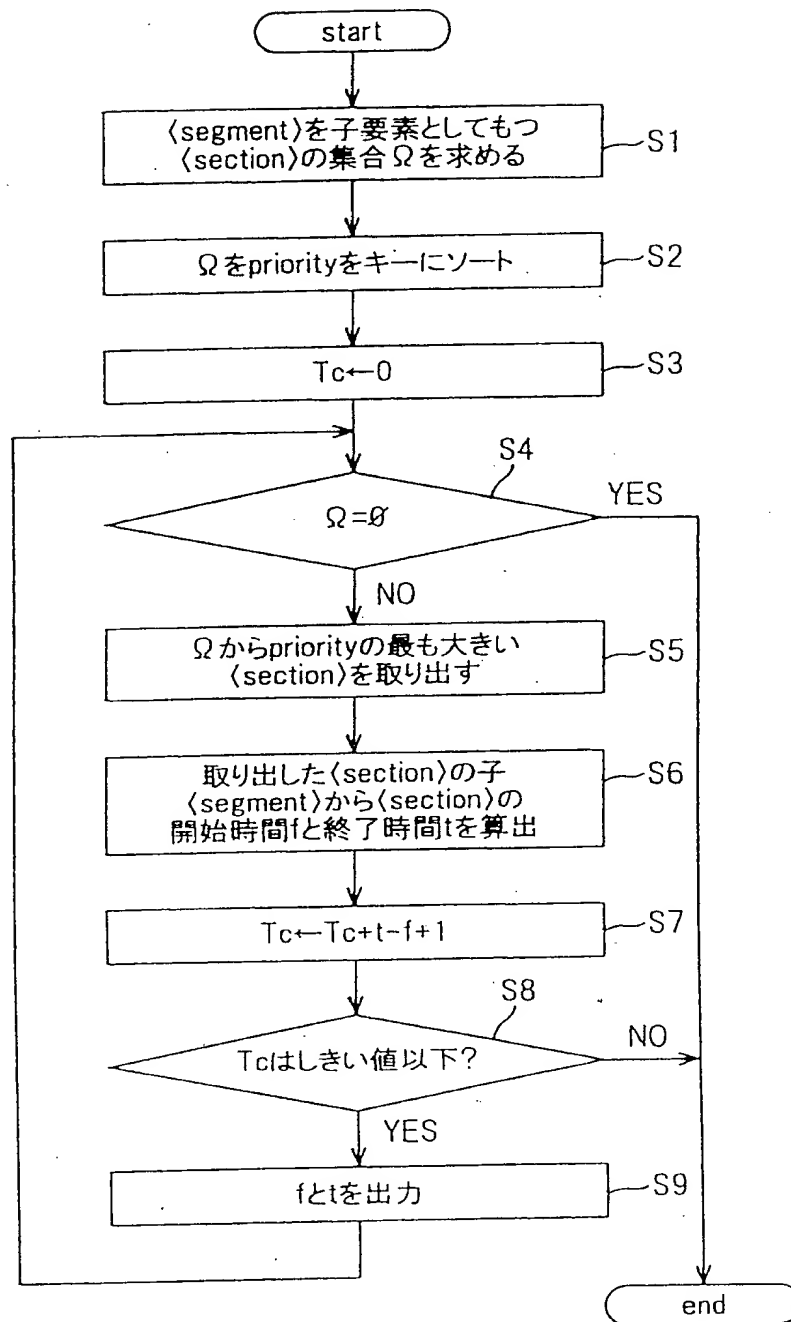 start
〈segment〉を子要素としてもつ
〈section〉の集合Ωを求める
S1
Ωをpriorityをキーにソート
S2
Tc←0
S3
S4
Ω=∅
YES
NO
Ωからpriorityの最も大きい
〈section〉を取り出す
S5
取り出した〈section〉の子
〈segment〉から〈section〉の
開始時間fと終了時間tを算出
S6
Tc←Tc+t-f+1
S7
S8
Tcはしきい値以下?
NO
YES
fとtを出力
S9
end